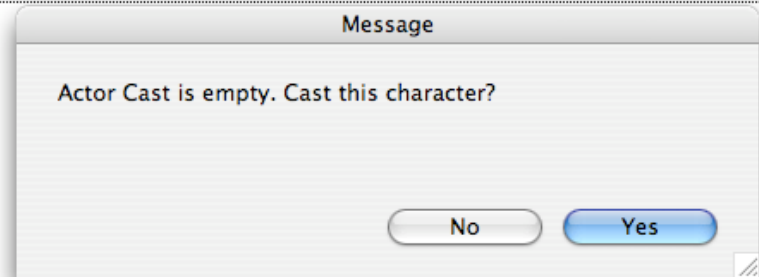 Message
Actor Cast is empty. Cast this character?
No Yes